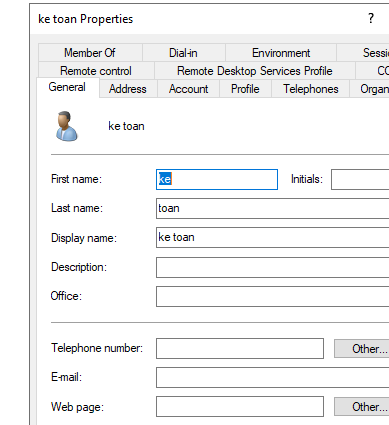 ke toan Properties ?
Member Of Dial-in Environment Sessi
Remote control Remote Desktop Services Profile CO
General Address Account Profile Telephones Organ
ke toan
First name: ke Initials:
Last name: toan
Display name: ke toan
Description:
Office:
Telephone number: Other...
E-mail:
Web page: Other...